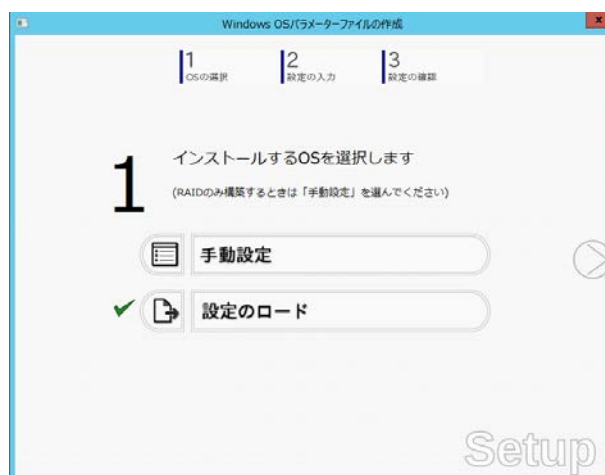 Windows OSパラメーターファイルの作成
x
1
OSの選択
2
設定の入力
3
設定の確認
1
インストールするOSを選択します
(RAIDのみ構築するときは「手動設定」を選んでください)
手動設定
設定のロード
Setup